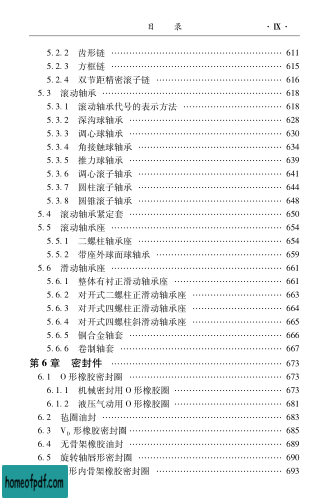 目 录 · Ⅸ ·
5.2.2 齿形链 …… 611
5.2.3 方框链 …… 615
5.2.4 双节距精密滚子链 …… 616
5.3 滚动轴承 …… 618
5.3.1 滚动轴承代号的表示方法 …… 618
5.3.2 深沟球轴承 …… 628
5.3.3 调心球轴承 …… 630
5.3.4 角接触球轴承 …… 634
5.3.5 推力球轴承 …… 639
5.3.6 调心滚子轴承 …… 641
5.3.7 圆柱滚子轴承 …… 644
5.3.8 圆锥滚子轴承 …… 648
5.4 滚动轴承紧定套 …… 650
5.5 滚动轴承座 …… 654
5.5.1 二螺柱轴承座 …… 654
5.5.2 带座外球面球轴承 …… 659
5.6 滑动轴承座 …… 661
5.6.1 整体有衬正滑动轴承座 …… 661
5.6.2 对开式二螺柱正滑动轴承座 …… 663
5.6.3 对开式四螺柱正滑动轴承座 …… 664
5.6.4 对开式四螺柱斜滑动轴承座 …… 665
5.6.5 铜合金轴套 …… 666
5.6.6 卷制轴套 …… 667
第 6 章 密封件 …… 673
6.1 O 形橡胶密封圈 …… 673
6.1.1 机械密封用 O 形橡胶圈 …… 673
6.1.2 液压气动用 O 形橡胶圈 …… 681
6.2 毡圈油封 …… 683
6.3 VD 形橡胶密封圈 …… 685
6.4 无骨架橡胶油封 …… 689
6.5 旋转轴唇形密封圈 …… 690
形内骨架橡胶密封圈 …… 693
homeofpdf.com